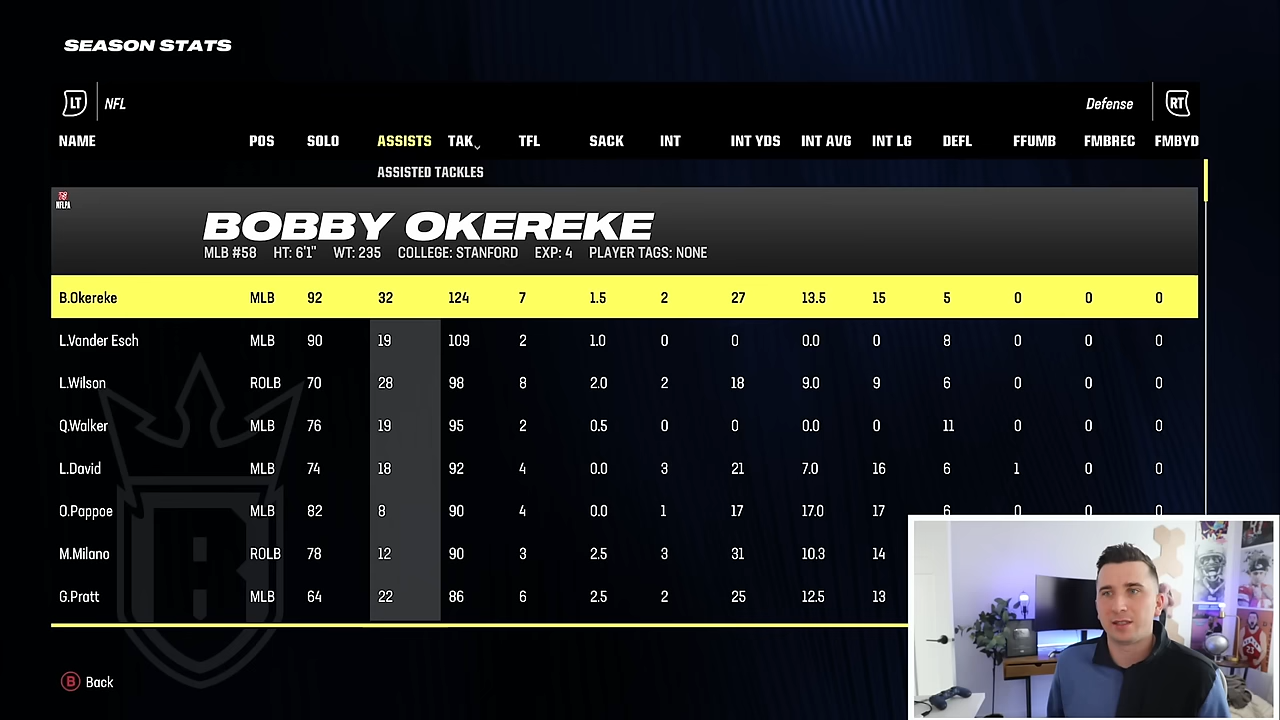 SEASON STATS
LT NFL Defense RT
NAME POS SOLO ASSISTS TAK TFL SACK INT INT YDS INT AVG INT LG DEFL FFUMB FMBREC FMBYD
ASSISTED TACKLES
NFLPA
BOBBY OKEREKE
MLB #58 HT: 6'1" WT: 235 COLLEGE: STANFORD EXP: 4 PLAYER TAGS: NONE
B.Okereke MLB 92 32 124 7 1.5 2 27 13.5 15 5 0 0 0
L.Vander Esch MLB 90 19 109 2 1.0 0 0 0.0 0 8 0 0 0
L.Wilson ROLB 70 28 98 8 2.0 2 18 9.0 9 6 0 0 0
Q.Walker MLB 76 19 95 2 0.5 0 0 0.0 0 11 0 0 0
L.David MLB 74 18 92 4 0.0 3 21 7.0 16 6 1 0 0
O.Pappoe MLB 82 8 90 4 0.0 1 17 17.0 17 6 0 0 0
M.Milano ROLB 78 12 90 3 2.5 3 31 10.3 14
G.Pratt MLB 64 22 86 6 2.5 2 25 12.5 13
B Back